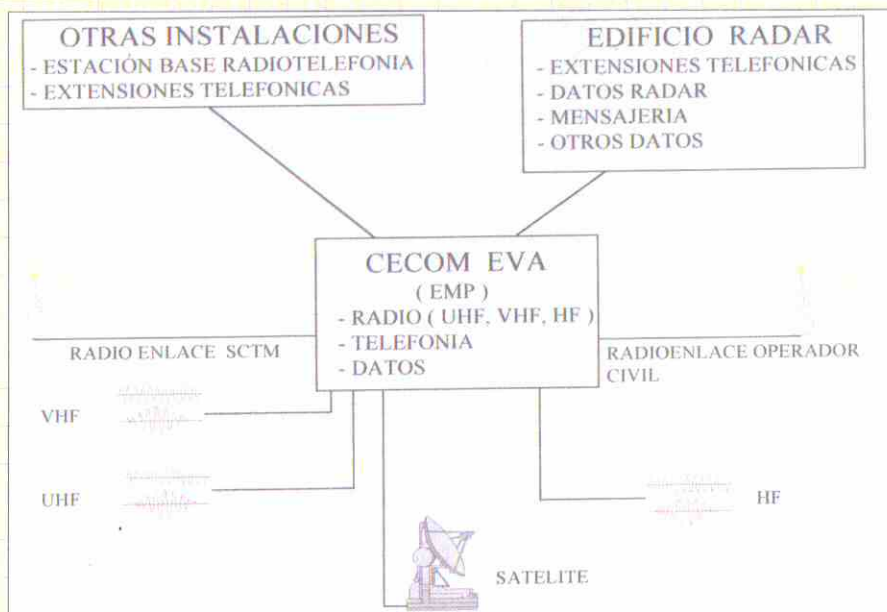 OTRAS INSTALACIONES
- ESTACIÓN BASE RADIOTELEFONIA
- EXTENSIONES TELEFONICAS
EDIFICIO RADAR
- EXTENSIONES TELEFONICAS
- DATOS RADAR
- MENSAJERIA
- OTROS DATOS
CECOM EVA
( EMP )
- RADIO ( UHF, VHF, HF )
- TELEFONIA
- DATOS
RADIO ENLACE SCTM
RADIOENLACE OPERADOR
CIVIL
VHF
UHF
HF
SATELITE